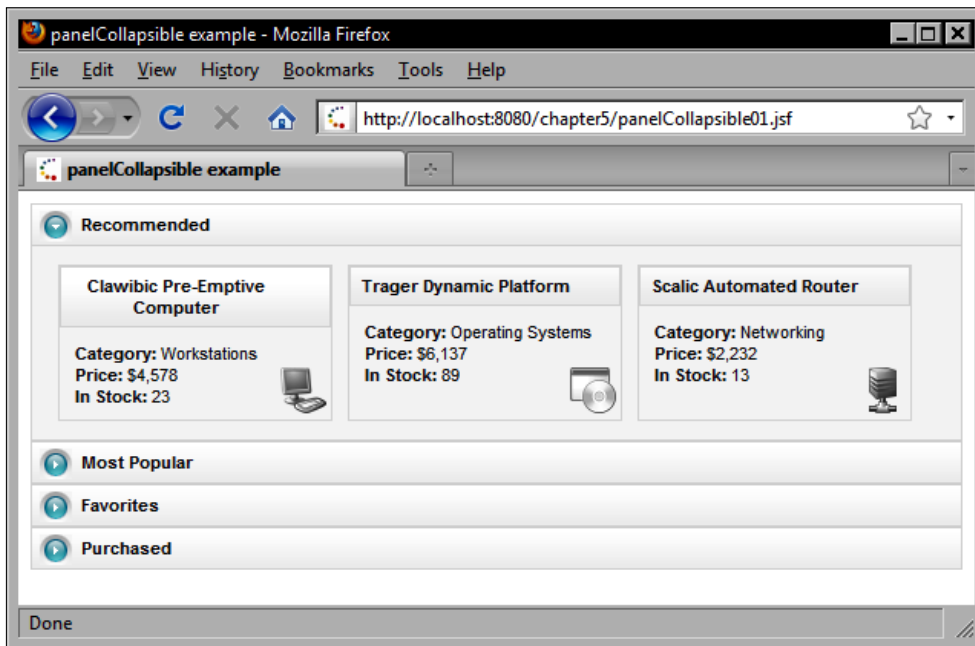 panelCollapsible example - Mozilla Firefox
File Edit View History Bookmarks Tools Help
http://localhost:8080/chapter5/panelCollapsible01.jsf
panelCollapsible example
Recommended
Clawibic Pre-Emptive
Computer
Category: Workstations
Price: $4,578
In Stock: 23
Trager Dynamic Platform
Category: Operating Systems
Price: $6,137
In Stock: 89
Scalic Automated Router
Category: Networking
Price: $2,232
In Stock: 13
Most Popular
Favorites
Purchased
Done